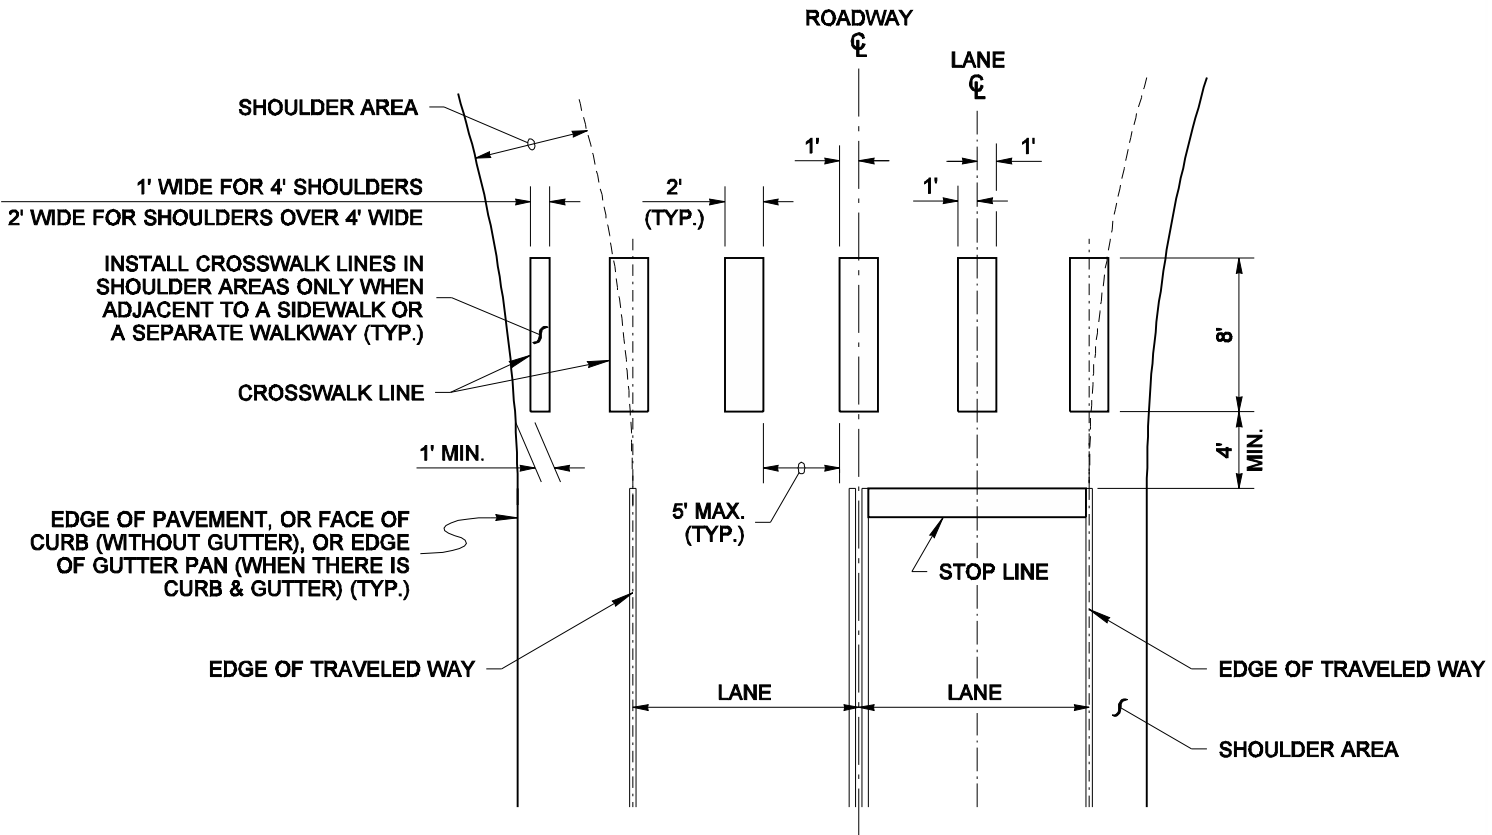 ROADWAY
℄
LANE
℄
SHOULDER AREA
1'
1'
1' WIDE FOR 4' SHOULDERS
2' WIDE FOR SHOULDERS OVER 4' WIDE
2'
(TYP.)
1'
INSTALL CROSSWALK LINES IN
SHOULDER AREAS ONLY WHEN
ADJACENT TO A SIDEWALK OR
A SEPARATE WALKWAY (TYP.)
8'
CROSSWALK LINE
1' MIN.
4'
MIN.
5' MAX.
(TYP.)
EDGE OF PAVEMENT, OR FACE OF
CURB (WITHOUT GUTTER), OR EDGE
OF GUTTER PAN (WHEN THERE IS
CURB & GUTTER) (TYP.)
STOP LINE
EDGE OF TRAVELED WAY
EDGE OF TRAVELED WAY
LANE
LANE
SHOULDER AREA